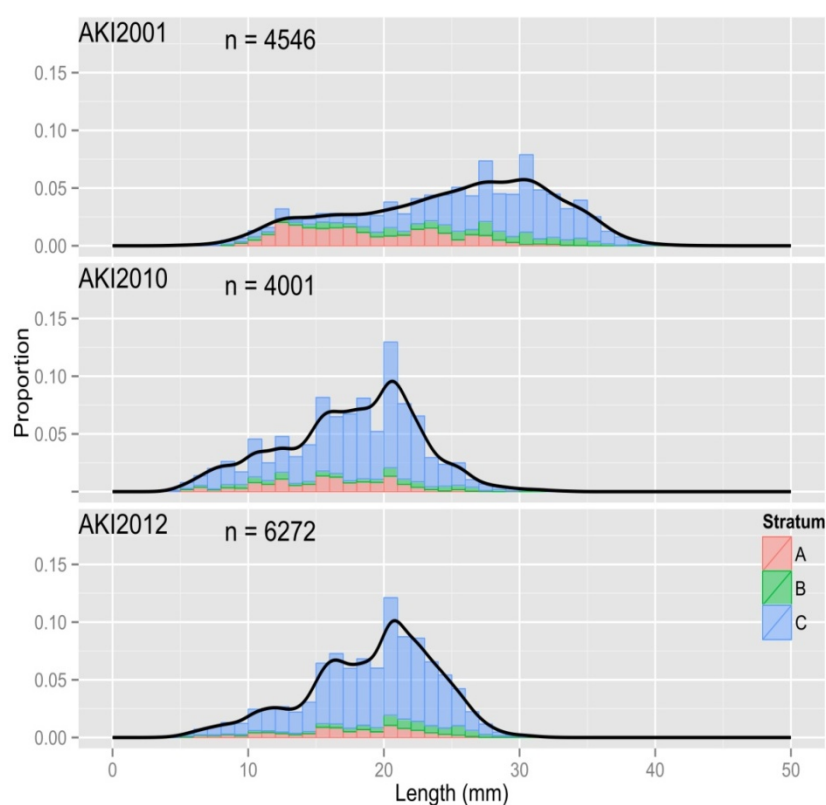 AKI2001 n = 4546
0.15
0.10
0.05
0.00
AKI2010 n = 4001
0.15
0.10
0.05
AKI2012 n = 6272
0.15
0.10
0.05
0.00
Proportion
Stratum
A
B
C
0 10 20 30 40 50
Length (mm)